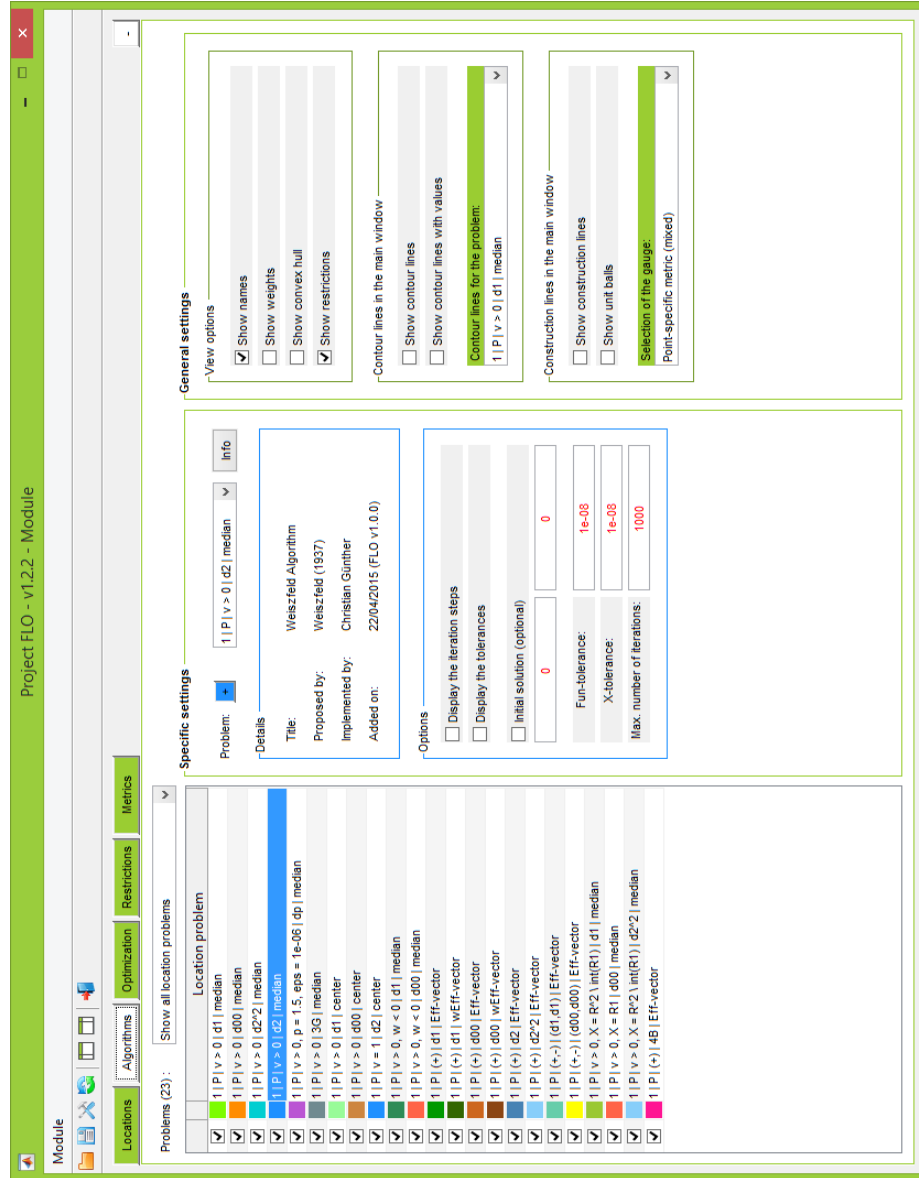 Project FLO - v1.2.2 - Module
Module
Locations
Algorithms
Optimization
Restrictions
Metrics
-
Problems (23) :
Show all location problems
Location problem
1 | P | v > 0 | d1 | median
1 | P | v > 0 | d00 | median
1 | P | v > 0 | d2^2 | median
1 | P | v > 0 | d2 | median
1 | P | v > 0, p = 1.5, eps = 1e-06 | dp | median
1 | P | v > 0 | 3G | median
1 | P | v > 0 | d1 | center
1 | P | v > 0 | d00 | center
1 | P | v = 1 | d2 | center
1 | P | v > 0, w < 0 | d1 | median
1 | P | v > 0, w < 0 | d00 | median
1 | P | (+) | d1 | Eff-vector
1 | P | (+) | d1 | wEff-vector
1 | P | (+) | d00 | Eff-vector
1 | P | (+) | d00 | wEff-vector
1 | P | (+) | d2 | Eff-vector
1 | P | (+) | d2^2 | Eff-vector
1 | P | (+,-) | (d1,d1) | Eff-vector
1 | P | (+,-) | (d00,d00) | Eff-vector
1 | P | v > 0, X = R^2 \ int(R1) | d1 | median
1 | P | v > 0, X = R1 | d00 | median
1 | P | v > 0, X = R^2 \ int(R1) | d2^2 | median
1 | P | (+) | 4B | Eff-vector
Specific settings
Problem: + 1 | P | v > 0 | d2 | median Info
Details
Title: Weiszfeld Algorithm
Proposed by: Weiszfeld (1937)
Implemented by: Christian Günther
Added on: 22/04/2015 (FLO v1.0.0)
Options
Display the iteration steps
Display the tolerances
Initial solution (optional)
0 0
Fun-tolerance: 1e-08
X-tolerance: 1e-08
Max. number of iterations: 1000
General settings
View options
Show names
Show weights
Show convex hull
Show restrictions
Contour lines in the main window
Show contour lines
Show contour lines with values
Contour lines for the problem:
1 | P | v > 0 | d1 | median
Construction lines in the main window
Show construction lines
Show unit balls
Selection of the gauge:
Point-specific metric (mixed)